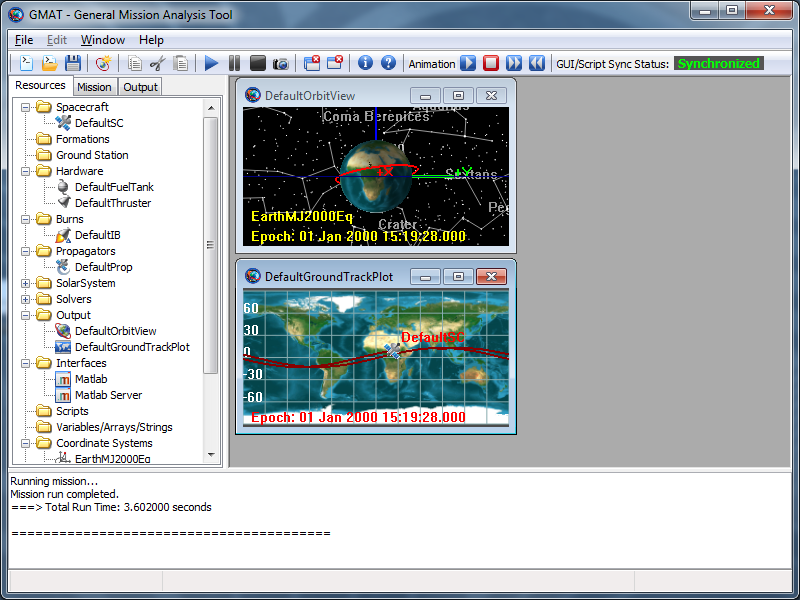 GMAT - General Mission Analysis Tool
File Edit Window Help
Animation GUI/Script Sync Status: Synchronized
Resources Mission Output
Spacecraft
DefaultSC
Formations
Ground Station
Hardware
DefaultFuelTank
DefaultThruster
Burns
DefaultIB
Propagators
DefaultProp
SolarSystem
Solvers
Output
DefaultOrbitView
DefaultGroundTrackPlot
Interfaces
Matlab
Matlab Server
Scripts
Variables/Arrays/Strings
Coordinate Systems
EarthMJ2000Eq
DefaultOrbitView
Coma Berenices
+X
+Y
Sextans
Crater
EarthMJ2000Eq
Epoch: 01 Jan 2000 15:19:28.000
DefaultGroundTrackPlot
60
30
DefaultSC
0
-30
-60
Epoch: 01 Jan 2000 15:19:28.000
Running mission...
Mission run completed.
===> Total Run Time: 3.602000 seconds
========================================